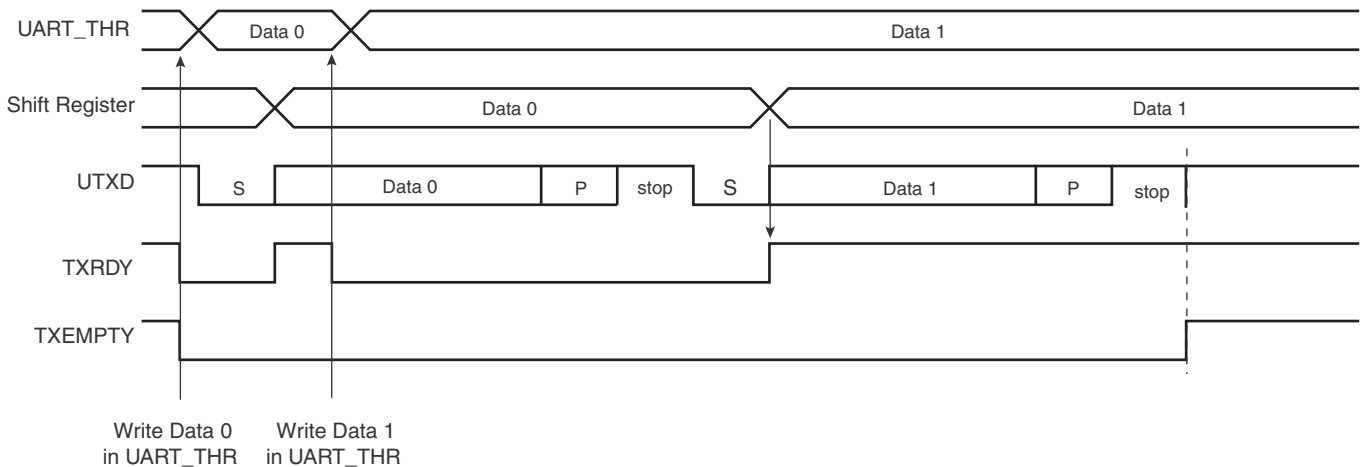 UART_THR
Data 0
Data 1
Shift Register
Data 0
Data 1
UTXD
S
Data 0
P
stop
S
Data 1
P
stop
TXRDY
TXEMPTY
Write Data 0
in UART_THR
Write Data 1
in UART_THR